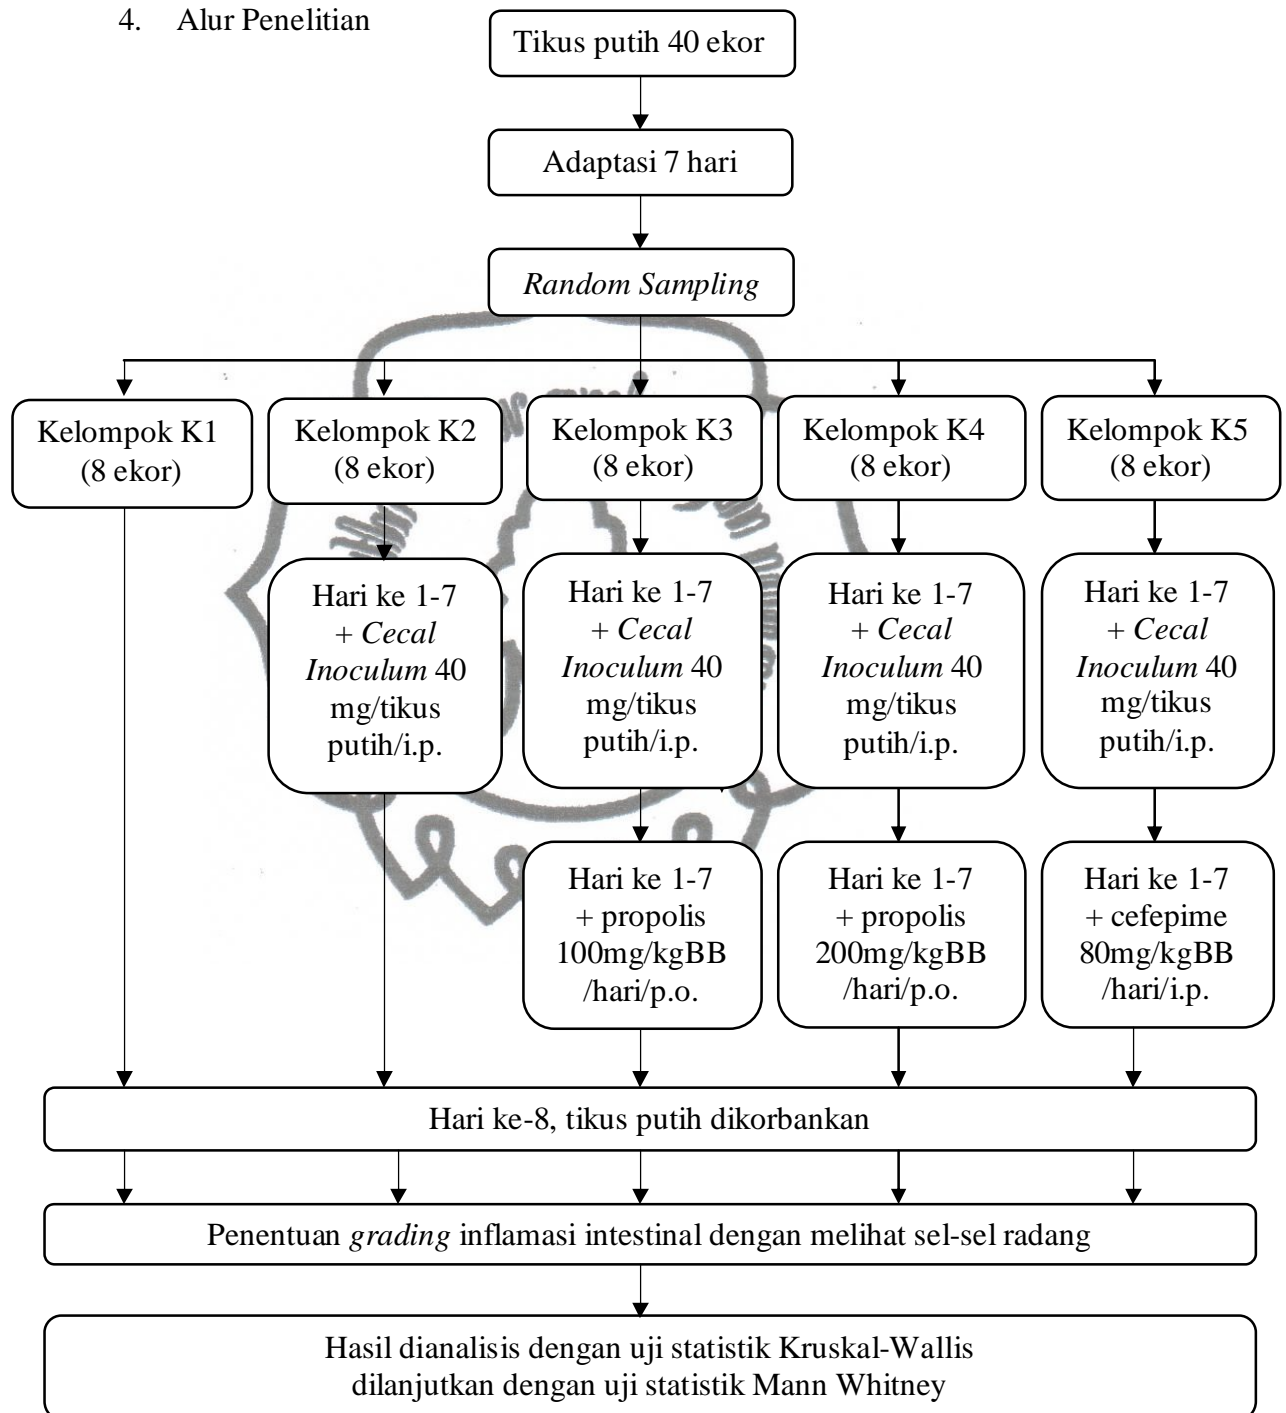 4. Alur Penelitian
Tikus putih 40 ekor
Adaptasi 7 hari
Random Sampling
Kelompok K1
(8 ekor)
Kelompok K2
(8 ekor)
Kelompok K3
(8 ekor)
Kelompok K4
(8 ekor)
Kelompok K5
(8 ekor)
Hari ke 1-7
+ Cecal
Inoculum 40
mg/tikus
putih/i.p.
Hari ke 1-7
+ Cecal
Inoculum 40
mg/tikus
putih/i.p.
Hari ke 1-7
+ Cecal
Inoculum 40
mg/tikus
putih/i.p.
Hari ke 1-7
+ Cecal
Inoculum 40
mg/tikus
putih/i.p.
Hari ke 1-7
+ propolis
100mg/kgBB
/hari/p.o.
Hari ke 1-7
+ propolis
200mg/kgBB
/hari/p.o.
Hari ke 1-7
+ cefepime
80mg/kgBB
/hari/i.p.
Hari ke-8, tikus putih dikorbankan
Penentuan grading inflamasi intestinal dengan melihat sel-sel radang
Hasil dianalisis dengan uji statistik Kruskal-Wallis
dilanjutkan dengan uji statistik Mann Whitney